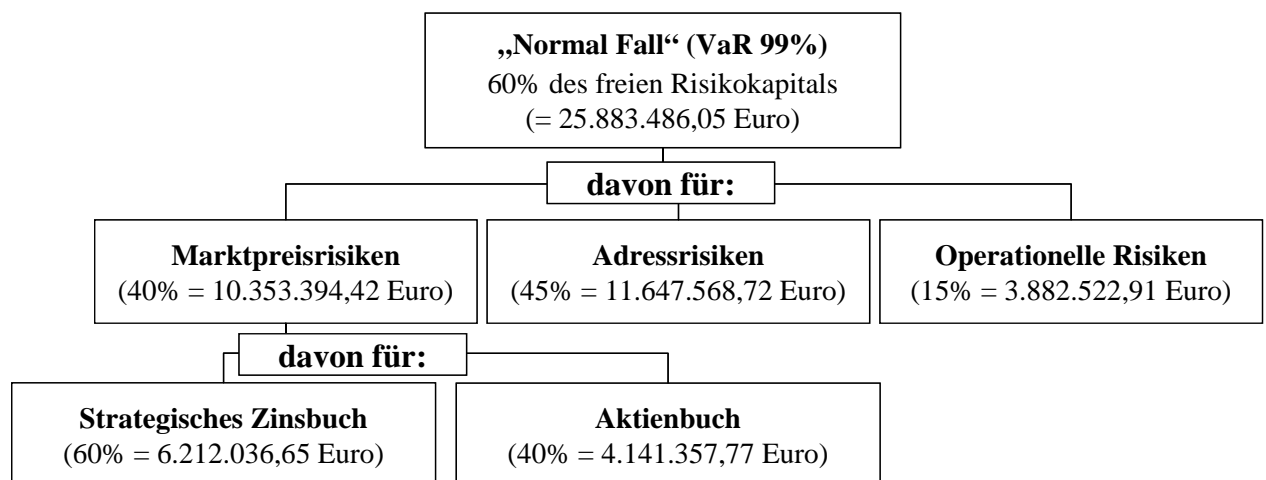 „Normal Fall“ (VaR 99%)
60% des freien Risikokapitals
(= 25.883.486,05 Euro)
davon für:
Marktpreisrisiken
(40% = 10.353.394,42 Euro)
Adressrisiken
(45% = 11.647.568,72 Euro)
Operationelle Risiken
(15% = 3.882.522,91 Euro)
davon für:
Strategisches Zinsbuch
(60% = 6.212.036,65 Euro)
Aktienbuch
(40% = 4.141.357,77 Euro)